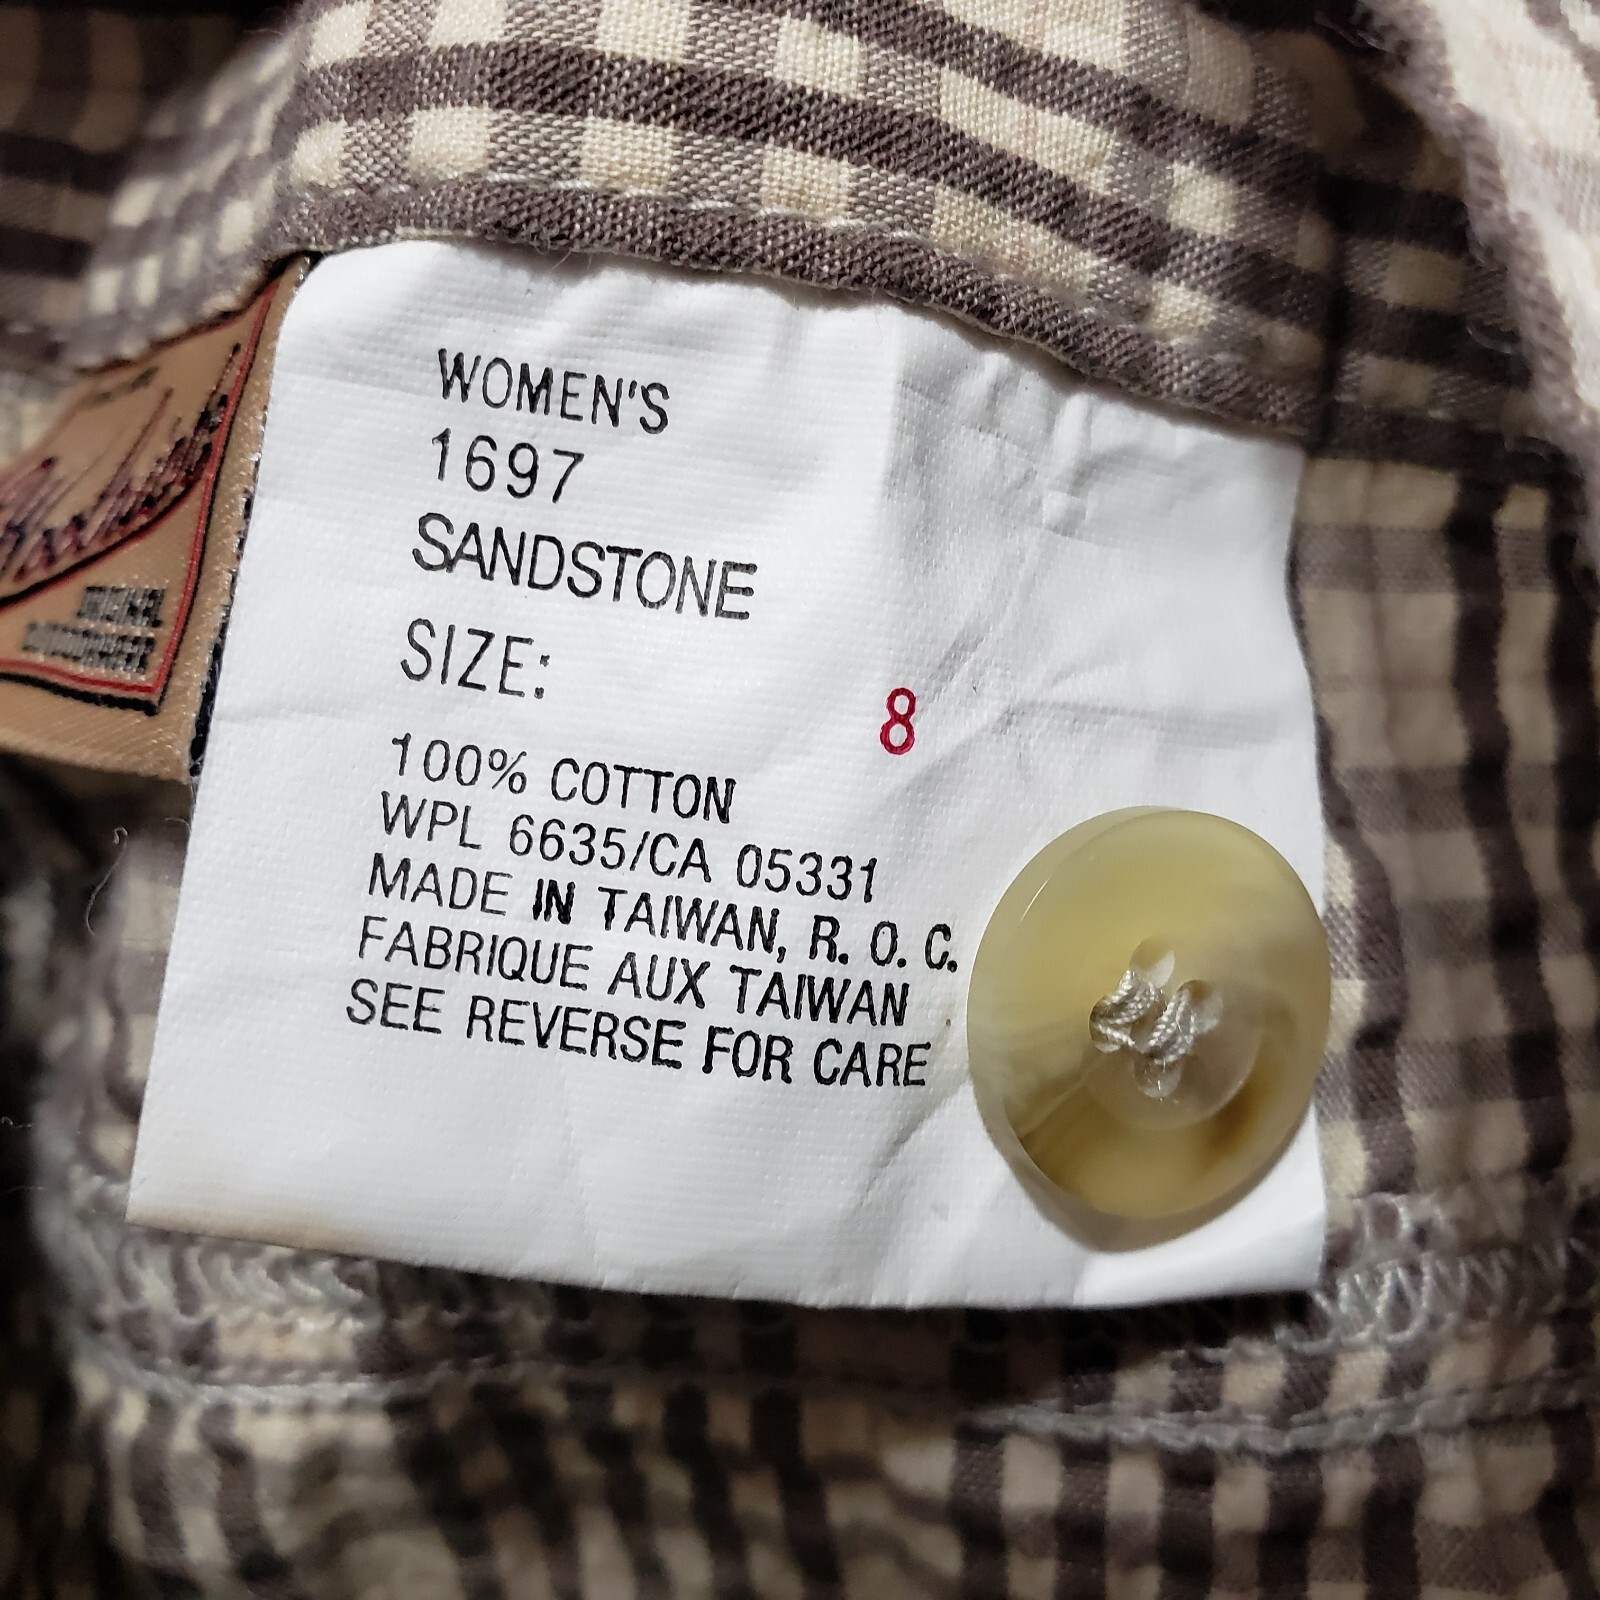 WOMEN'S
1697
SANDSTONE
SIZE: 8
100% COTTON
WPL 6635/CA 05331
MADE IN TAIWAN, R. O. C.
FABRIQUE AUX TAIWAN
SEE REVERSE FOR CARE